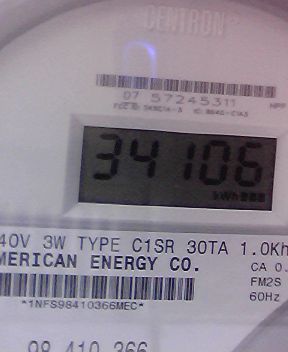 CENTRON®
07 57245311
HPP
34106
kWh
40V 3W TYPE C1SR 30TA 1.0Kh
MERICAN ENERGY CO.
CA 0.
FM2S
*1NFS98410366MEC*
60Hz
98 410 366